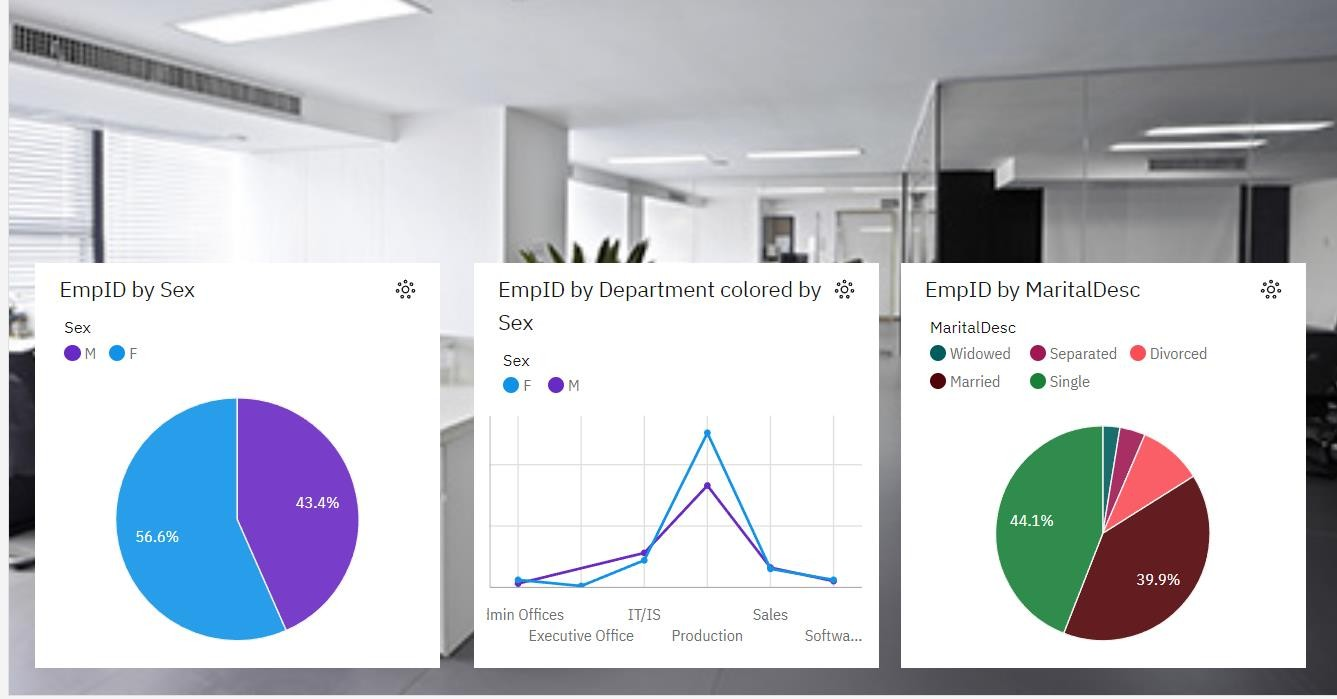 EmpID by Sex
Sex
M F
56.6%
43.4%
EmpID by Department colored by
Sex
Sex
F M
Offices
IT/IS
Sales
Executive Office
Production
Softwa...
EmpID by MaritalDesc
MaritalDesc
Widowed Separated Divorced
Married Single
44.1%
39.9%